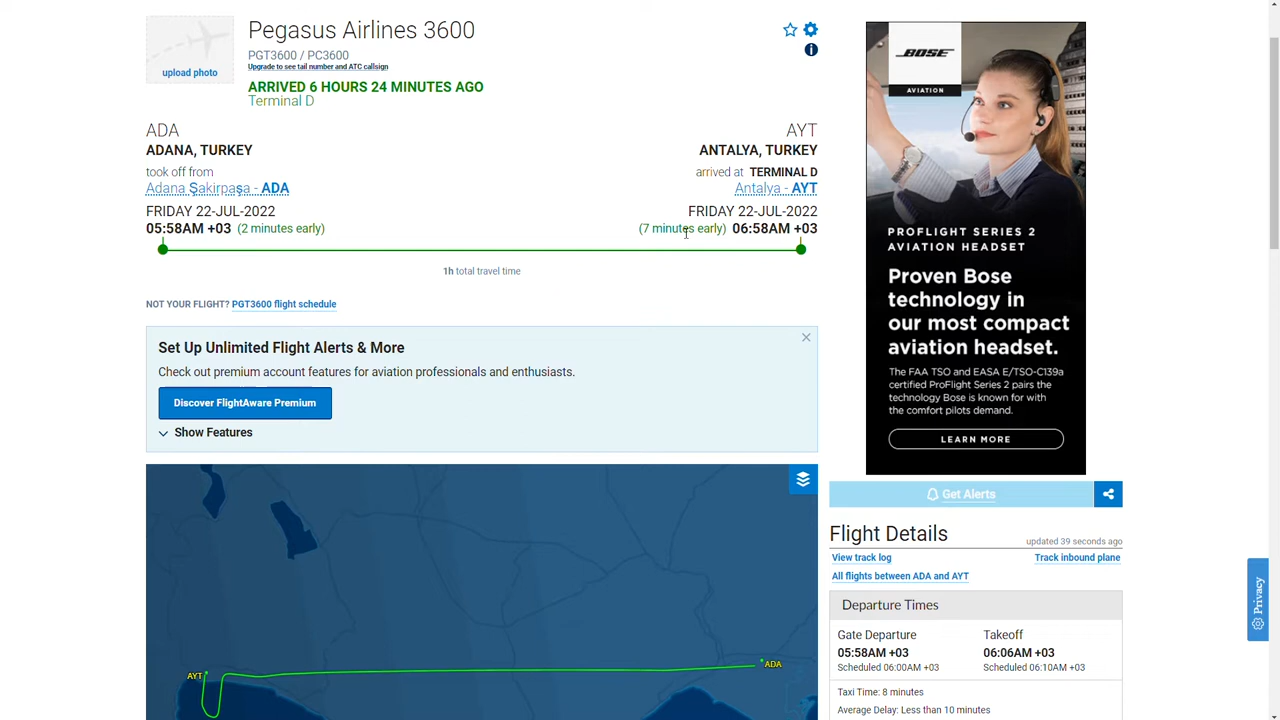 upload photo
Pegasus Airlines 3600
PGT3600 / PC3600
Upgrade to see tail number and ATC callsign
ARRIVED 6 HOURS 24 MINUTES AGO
Terminal D
ADA
ADANA, TURKEY
took off from
Adana Şakirpaşa - ADA
FRIDAY 22-JUL-2022
05:58AM +03 (2 minutes early)
AYT
ANTALYA, TURKEY
arrived at TERMINAL D
Antalya - AYT
FRIDAY 22-JUL-2022
(7 minutes early) 06:58AM +03
1h total travel time
NOT YOUR FLIGHT? PGT3600 flight schedule
Set Up Unlimited Flight Alerts & More
Check out premium account features for aviation professionals and enthusiasts.
Discover FlightAware Premium
Show Features
AYT
ADA
BOSE
AVIATION
PROFLIGHT SERIES 2
AVIATION HEADSET
Proven Bose
technology in
our most compact
aviation headset.
The FAA TSO and EASA E/TSO-C139a
certified ProFlight Series 2 pairs the
technology Bose is known for with
the comfort pilots demand.
LEARN MORE
Get Alerts
Flight Details
updated 39 seconds ago
View track log
Track inbound plane
All flights between ADA and AYT
Departure Times
Gate Departure
05:58AM +03
Scheduled 06:00AM +03
Takeoff
06:06AM +03
Scheduled 06:10AM +03
Taxi Time: 8 minutes
Average Delay: Less than 10 minutes
Privacy